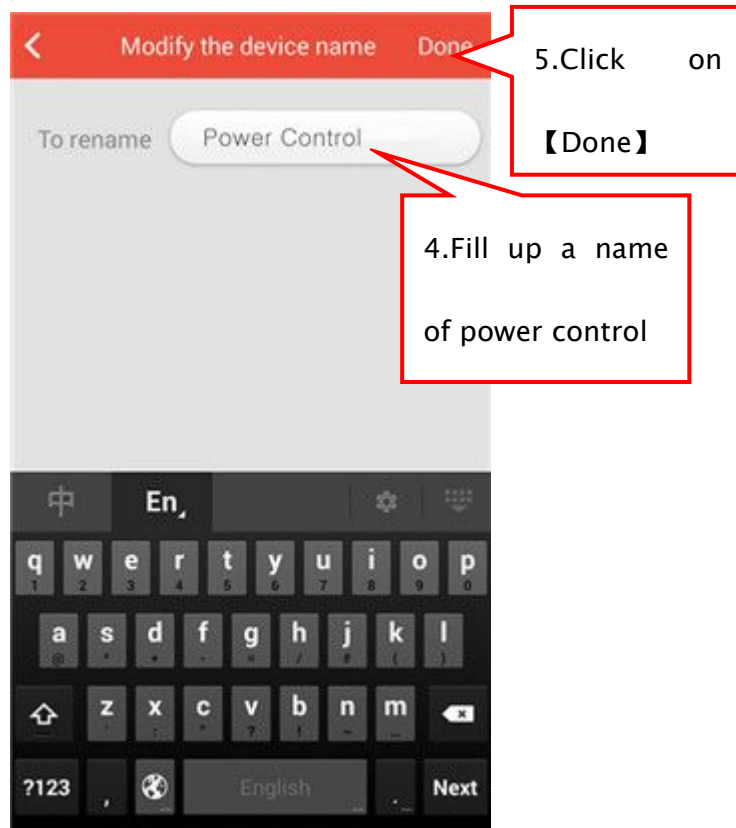 Modify the device name Done
5.Click on
【Done】
To rename Power Control
4.Fill up a name
of power control
中 En
q w e r t y u i o p
1 2 3 4 5 6 7 8 9 0
a s d f g h j k l
z x c v b n m
?123 , English . Next